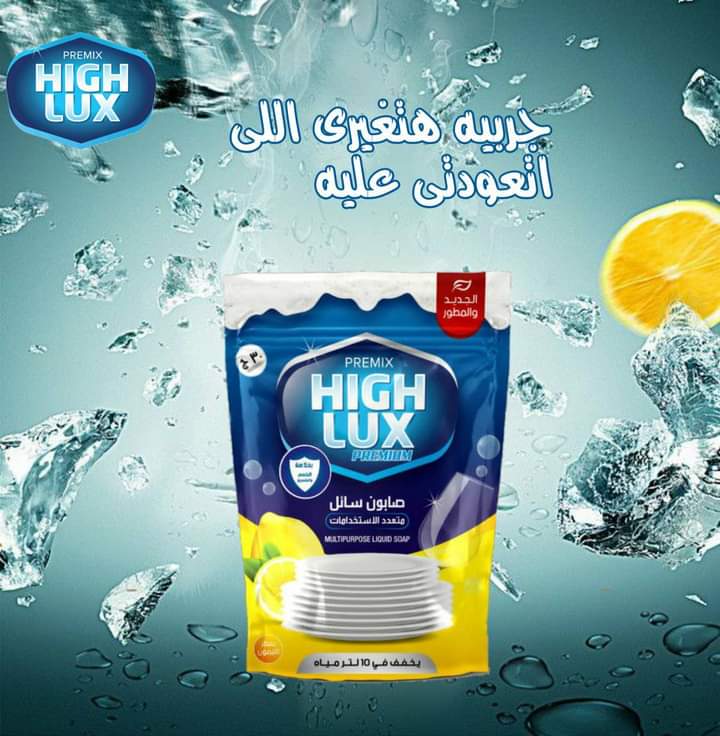 PREMIX
HIGH
LUX
جربيه هتغيرى اللى
اتعودتى عليه
الجديد
والمطور
٣٠ ج
PREMIX
HIGH
LUX
PREMIUM
صابون سائل
متعدد الاستخدامات
MULTIPURPOSE LIQUID SOAP
يخفف في 10 لتر مياه